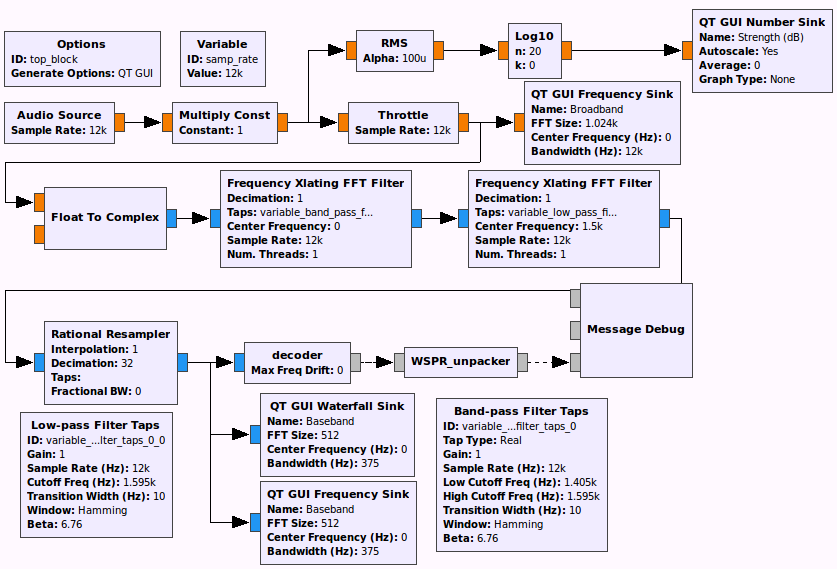 Options
ID: top_block
Generate Options: QT GUI
Variable
ID: samp_rate
Value: 12k
RMS
Alpha: 100u
Log10
n: 20
k: 0
QT GUI Number Sink
Name: Strength (dB)
Autoscale: Yes
Average: 0
Graph Type: None
Audio Source
Sample Rate: 12k
Multiply Const
Constant: 1
Throttle
Sample Rate: 12k
QT GUI Frequency Sink
Name: Broadband
FFT Size: 1.024k
Center Frequency (Hz): 0
Bandwidth (Hz): 12k
Float To Complex
Frequency Xlating FFT Filter
Decimation: 1
Taps: variable_band_pass_f...
Center Frequency: 0
Sample Rate: 12k
Num. Threads: 1
Frequency Xlating FFT Filter
Decimation: 1
Taps: variable_low_pass_fi...
Center Frequency: 1.5k
Sample Rate: 12k
Num. Threads: 1
Message Debug
Rational Resampler
Interpolation: 1
Decimation: 32
Taps:
Fractional BW: 0
decoder
Max Freq Drift: 0
WSPR_unpacker
QT GUI Waterfall Sink
Name: Baseband
FFT Size: 512
Center Frequency (Hz): 0
Bandwidth (Hz): 375
QT GUI Frequency Sink
Name: Baseband
FFT Size: 512
Center Frequency (Hz): 0
Bandwidth (Hz): 375
Low-pass Filter Taps
ID: variable_...lter_taps_0_0
Gain: 1
Sample Rate (Hz): 12k
Cutoff Freq (Hz): 1.595k
Transition Width (Hz): 10
Window: Hamming
Beta: 6.76
Band-pass Filter Taps
ID: variable_...filter_taps_0
Tap Type: Real
Gain: 1
Sample Rate (Hz): 12k
Low Cutoff Freq (Hz): 1.405k
High Cutoff Freq (Hz): 1.595k
Transition Width (Hz): 10
Window: Hamming
Beta: 6.76